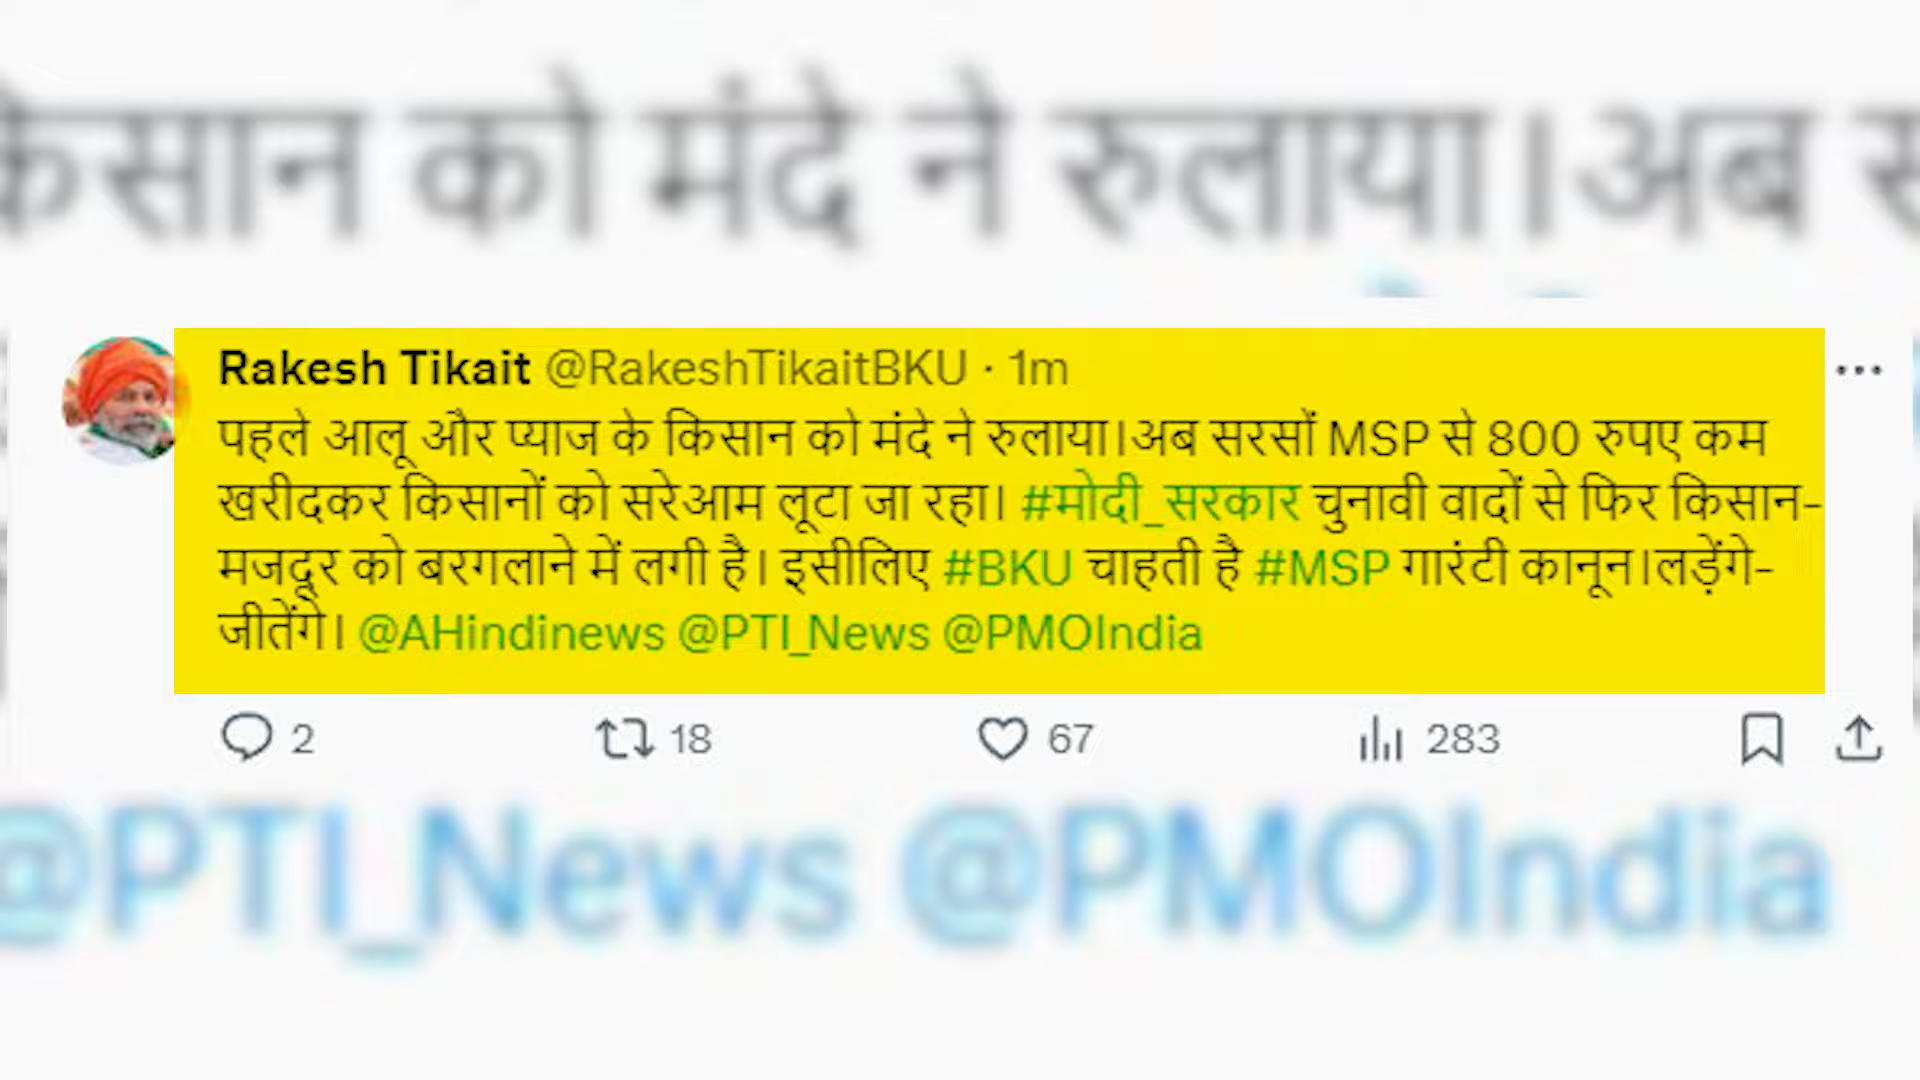 किसान को मंदे ने रुलाया।अब स
Rakesh Tikait @RakeshTikaitBKU · 1m
पहले आलू और प्याज के किसान को मंदे ने रुलाया।अब सरसों MSP से 800 रुपए कम
खरीदकर किसानों को सरेआम लूटा जा रहा। #मोदी_सरकार चुनावी वादों से फिर किसान-
मजदूर को बरगलाने में लगी है। इसीलिए #BKU चाहती है #MSP गारंटी कानून।लड़ेंगे-
जीतेंगे। @AHindinews @PTI_News @PMOIndia
2 18 67 283
@PTI_News @PMOIndia